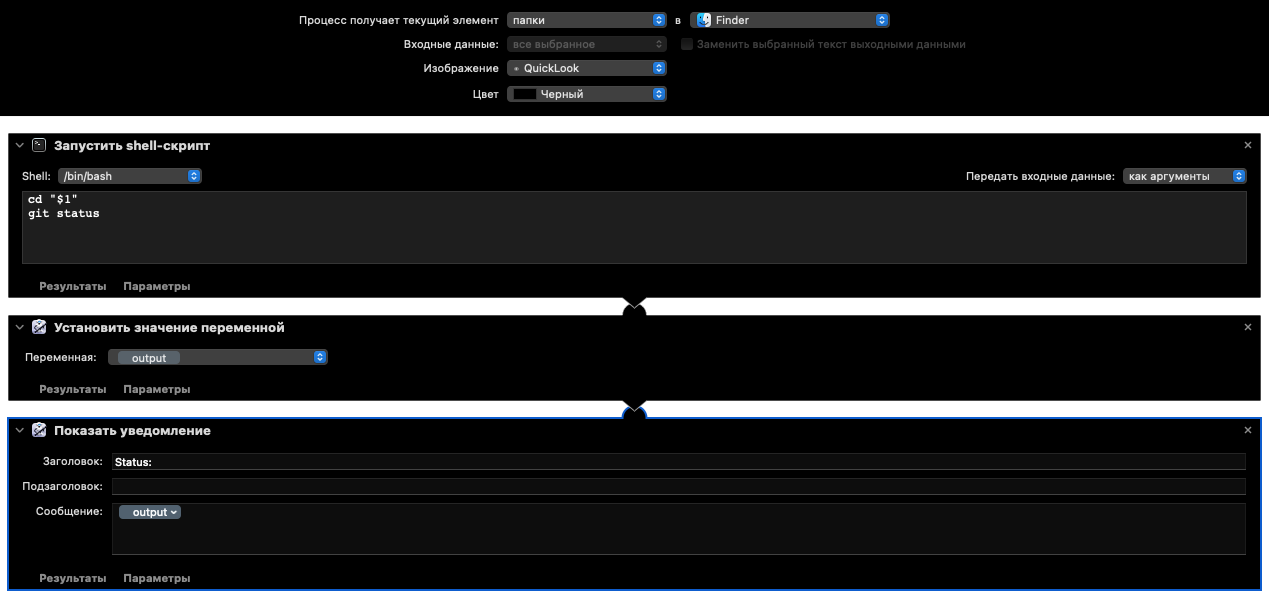 Процесс получает текущий элемент папки в Finder
Входные данные: все выбранное Заменить выбранный текст выходными данными
Изображение QuickLook
Цвет Черный
Запустить shell-скрипт
Shell: /bin/bash Передать входные данные: как аргументы
cd "$1"
git status
Результаты Параметры
Установить значение переменной
Переменная: output
Результаты Параметры
Показать уведомление
Заголовок: Status:
Подзаголовок:
Сообщение: output
Результаты Параметры